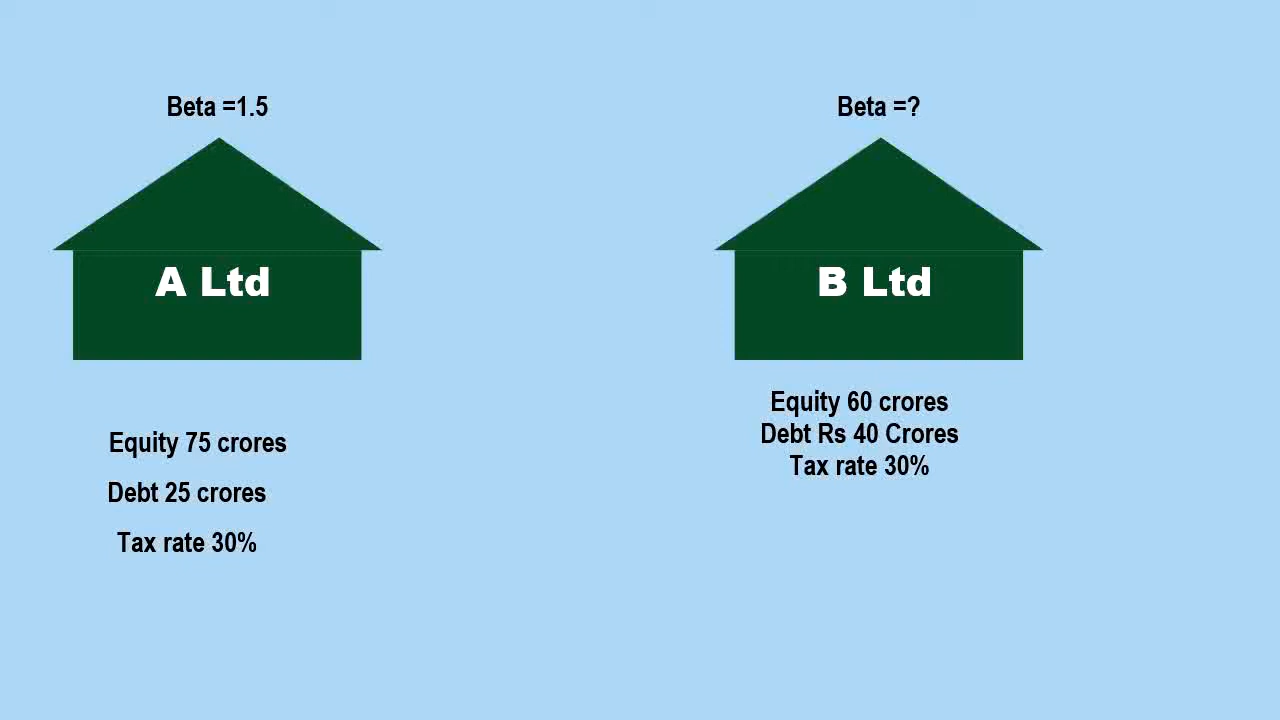 Beta =1.5
A Ltd
Equity 75 crores
Debt 25 crores
Tax rate 30%
Beta =?
B Ltd
Equity 60 crores
Debt Rs 40 Crores
Tax rate 30%